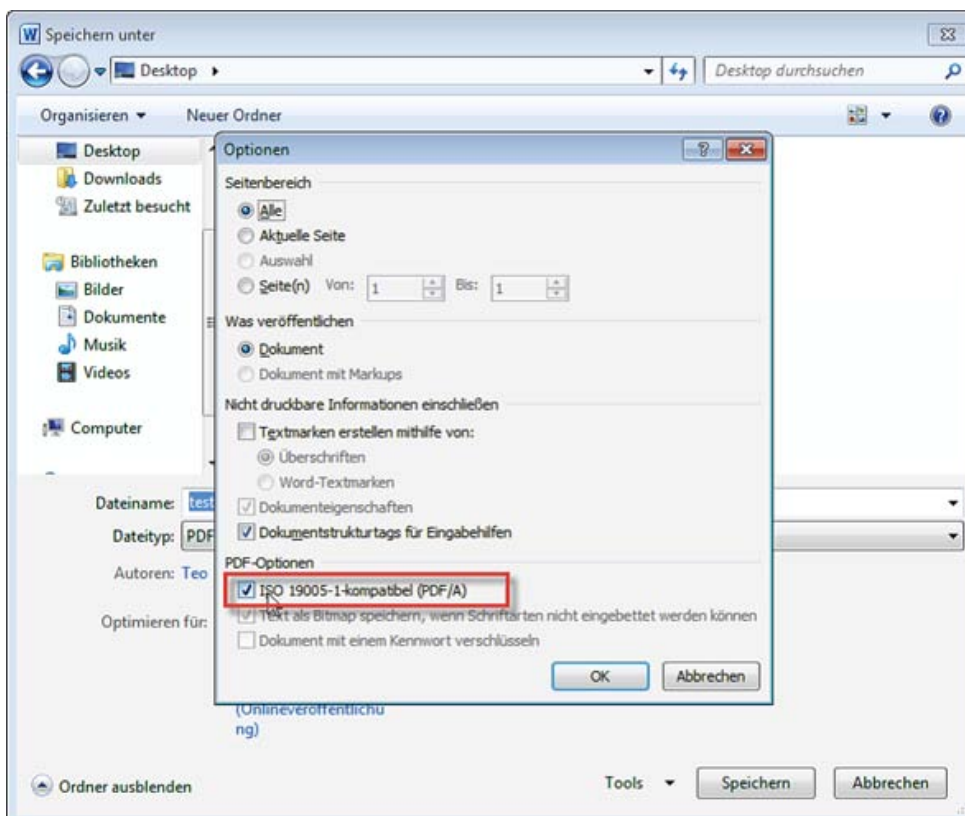 Speichern unter
Desktop
Desktop durchsuchen
Organisieren
Neuer Ordner
Desktop
Downloads
Zuletzt besucht
Bibliotheken
Bilder
Dokumente
Musik
Videos
Computer
Dateiname: test
Dateityp: PDF
Autoren: Teo
Optimieren für:
(Onlineveröffentlichu
ng)
Optionen
Seitenbereich
Alle
Aktuelle Seite
Auswahl
Seite(n) Von: 1 Bis: 1
Was veröffentlichen
Dokument
Dokument mit Markups
Nicht druckbare Informationen einschließen
Textmarken erstellen mithilfe von:
Überschriften
Word-Textmarken
Dokumenteigenschaften
Dokumentstrukturtags für Eingabehilfen
PDF-Optionen
ISO 19005-1-kompatibel (PDF/A)
Text als Bitmap speichern, wenn Schriftarten nicht eingebettet werden können
Dokument mit einem Kennwort verschlüsseln
OK Abbrechen
Ordner ausblenden
Tools Speichern Abbrechen